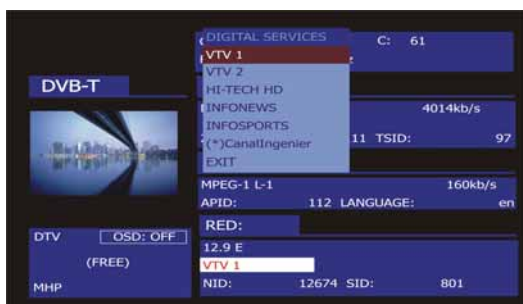 DIGITAL SERVICES
C: 61
VTV 1
VTV 2
DVB-T
HI-TECH HD
INFONEWS
4014kb/s
INFOSPORTS
11 TSID: 97
(*)CanalIngenier
EXIT
MPEG-1 L-1 160kb/s
APID: 112 LANGUAGE: en
RED:
DTV OSD: OFF
12.9 E
(FREE)
VTV 1
MHP
NID: 12674 SID: 801